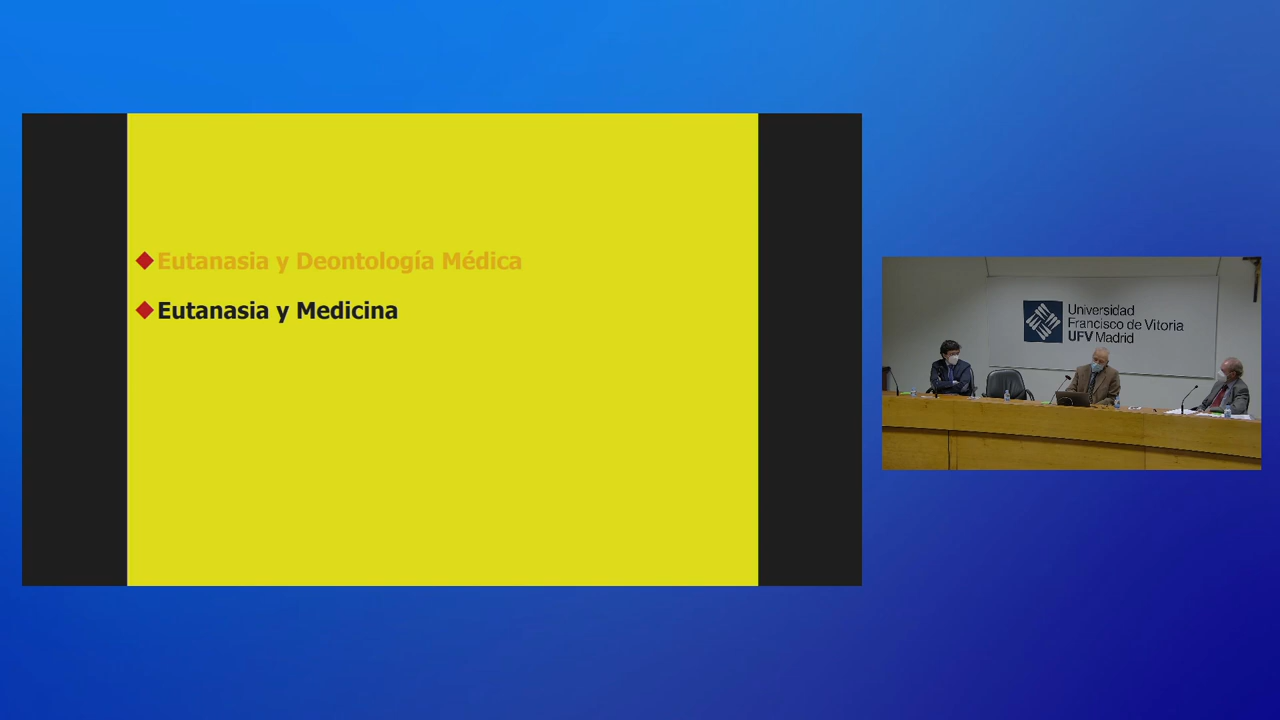 Eutanasia y Deontología Médica
Eutanasia y Medicina
Universidad
Francisco de Vitoria
UFV Madrid